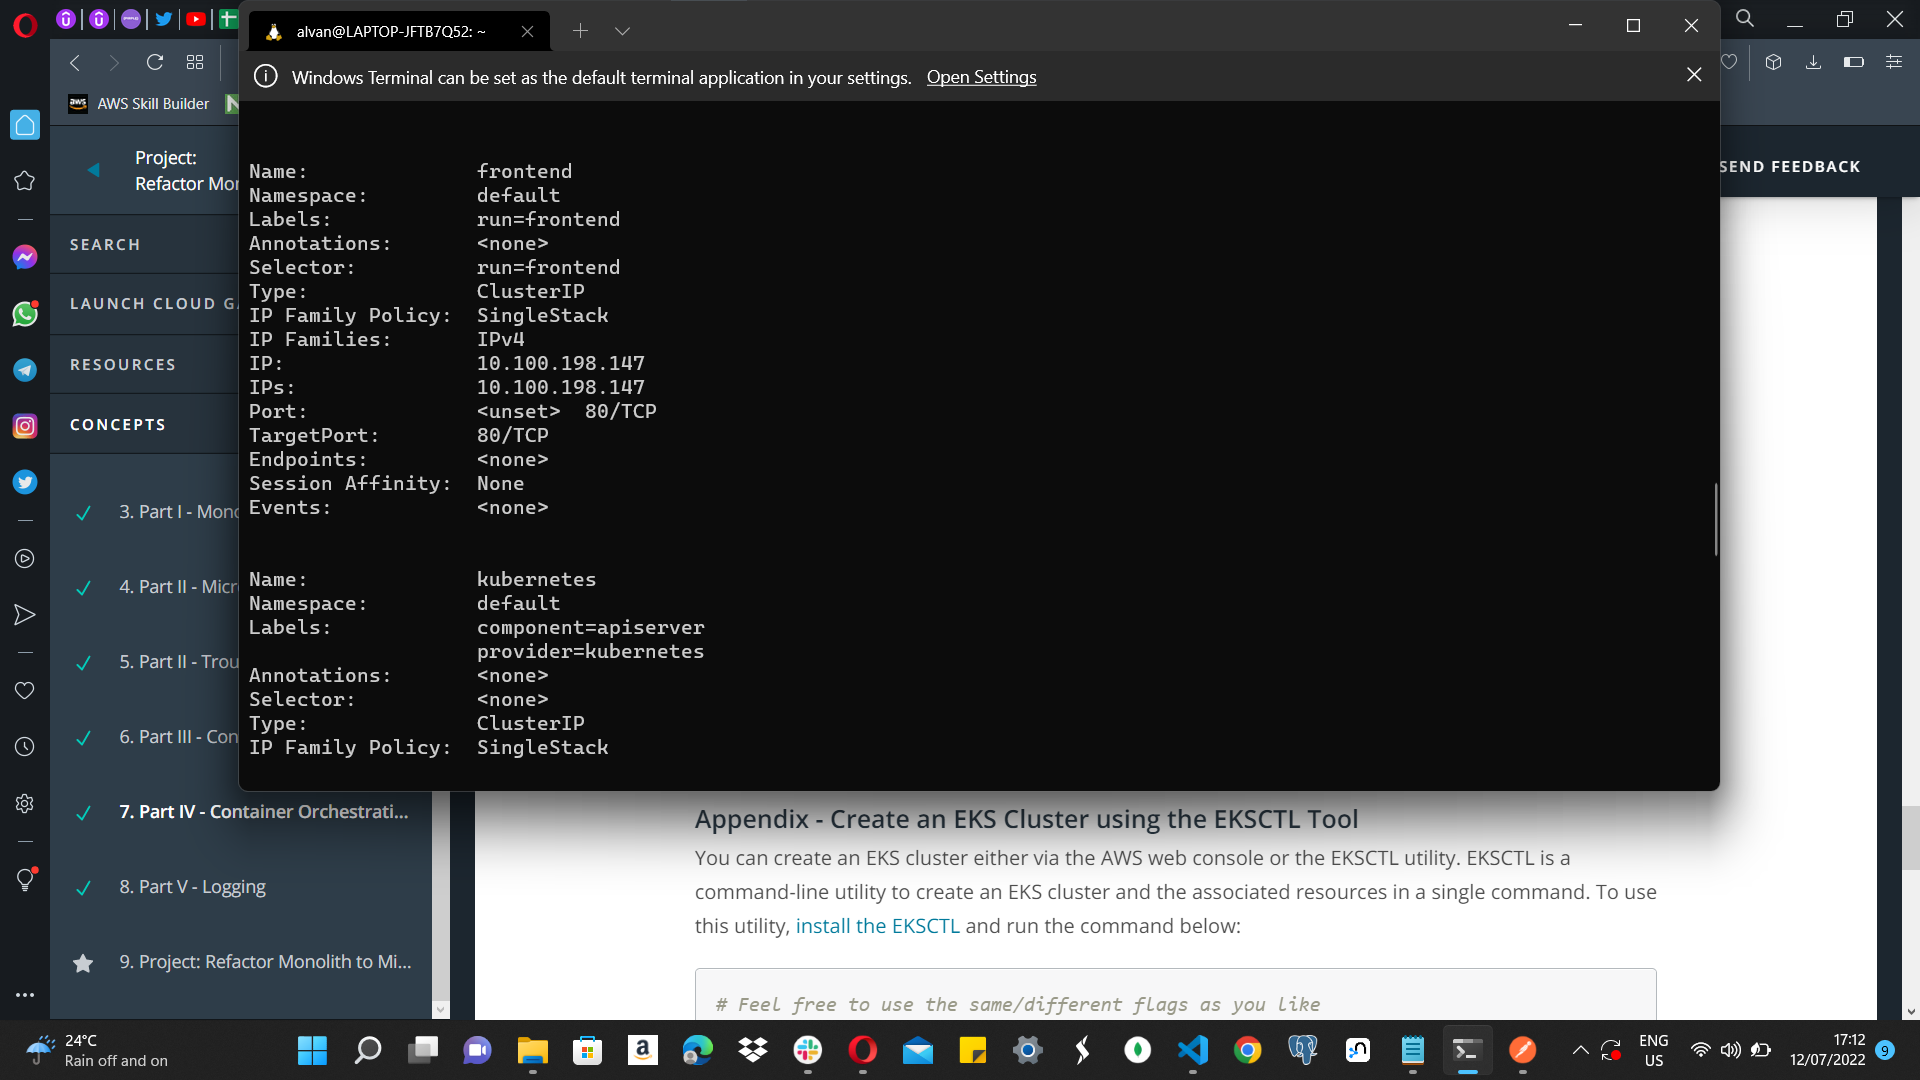 alvan@LAPTOP-JFTB7Q52: ~
Windows Terminal can be set as the default terminal application in your settings. Open Settings
AWS Skill Builder
Project:
Refactor Mon
SEND FEEDBACK
SEARCH
LAUNCH CLOUD GA
RESOURCES
CONCEPTS
3. Part I - Mono
4. Part II - Micr
5. Part II - Trou
6. Part III - Con
7. Part IV - Container Orchestrati...
8. Part V - Logging
9. Project: Refactor Monolith to Mi...
Name: frontend
Namespace: default
Labels: run=frontend
Annotations: <none>
Selector: run=frontend
Type: ClusterIP
IP Family Policy: SingleStack
IP Families: IPv4
IP: 10.100.198.147
IPs: 10.100.198.147
Port: <unset> 80/TCP
TargetPort: 80/TCP
Endpoints: <none>
Session Affinity: None
Events: <none>
Name: kubernetes
Namespace: default
Labels: component=apiserver
provider=kubernetes
Annotations: <none>
Selector: <none>
Type: ClusterIP
IP Family Policy: SingleStack
Appendix - Create an EKS Cluster using the EKSCTL Tool
You can create an EKS cluster either via the AWS web console or the EKSCTL utility. EKSCTL is a
command-line utility to create an EKS cluster and the associated resources in a single command. To use
this utility, install the EKSCTL and run the command below:
# Feel free to use the same/different flags as you like
24°C
Rain off and on
ENG
US
17:12
12/07/2022
9